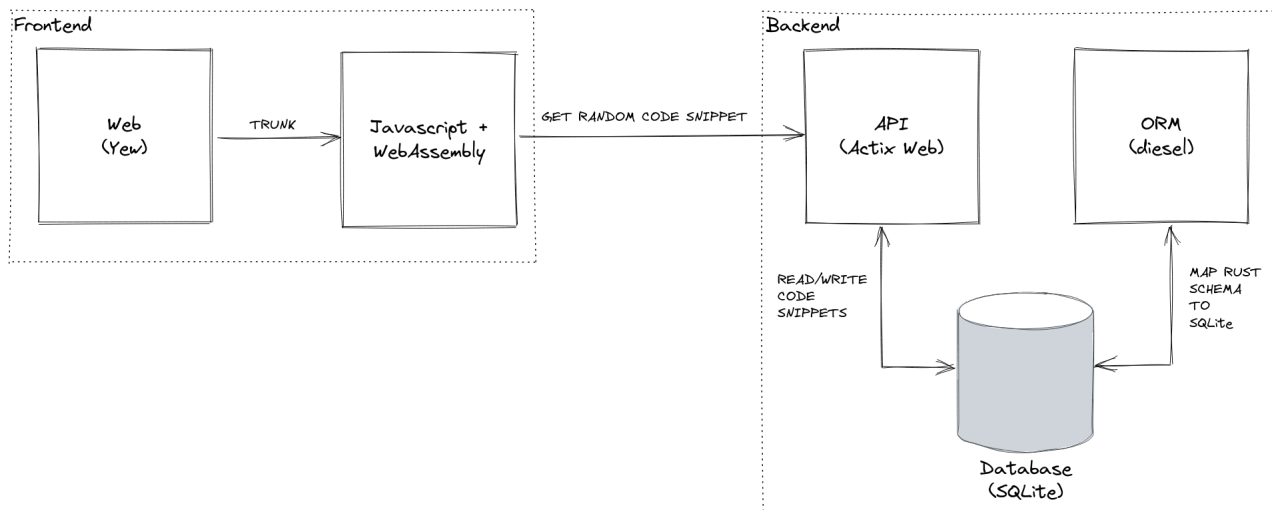 Frontend
Web
(Yew)
TRUNK
Javascript +
WebAssembly
GET RANDOM CODE SNIPPET
Backend
API
(Actix Web)
ORM
(diesel)
READ/WRITE
CODE
SNIPPETS
MAP RUST
SCHEMA
TO
SQLite
Database
(SQLite)